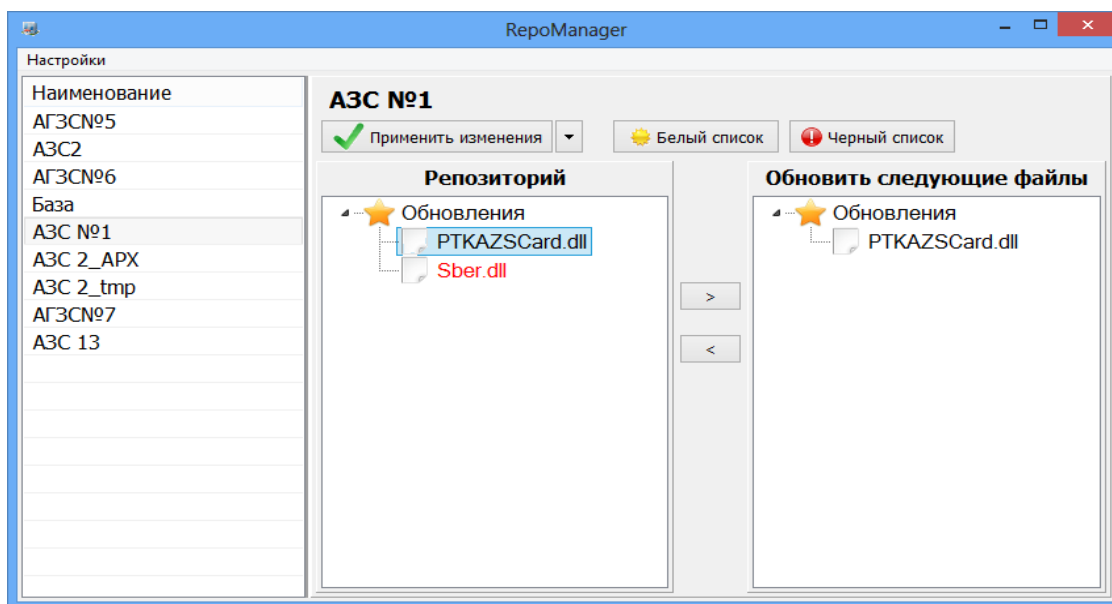 RepoManager
Настройки
Наименование
АГЗС№5
АЗС2
АГЗС№6
База
АЗС №1
АЗС 2_АРХ
АЗС 2_tmp
АГЗС№7
АЗС 13
АЗС №1
Применить изменения
Белый список
Черный список
Репозиторий
Обновления
PTKAZSCard.dll
Sber.dll
>
<
Обновить следующие файлы
Обновления
PTKAZSCard.dll